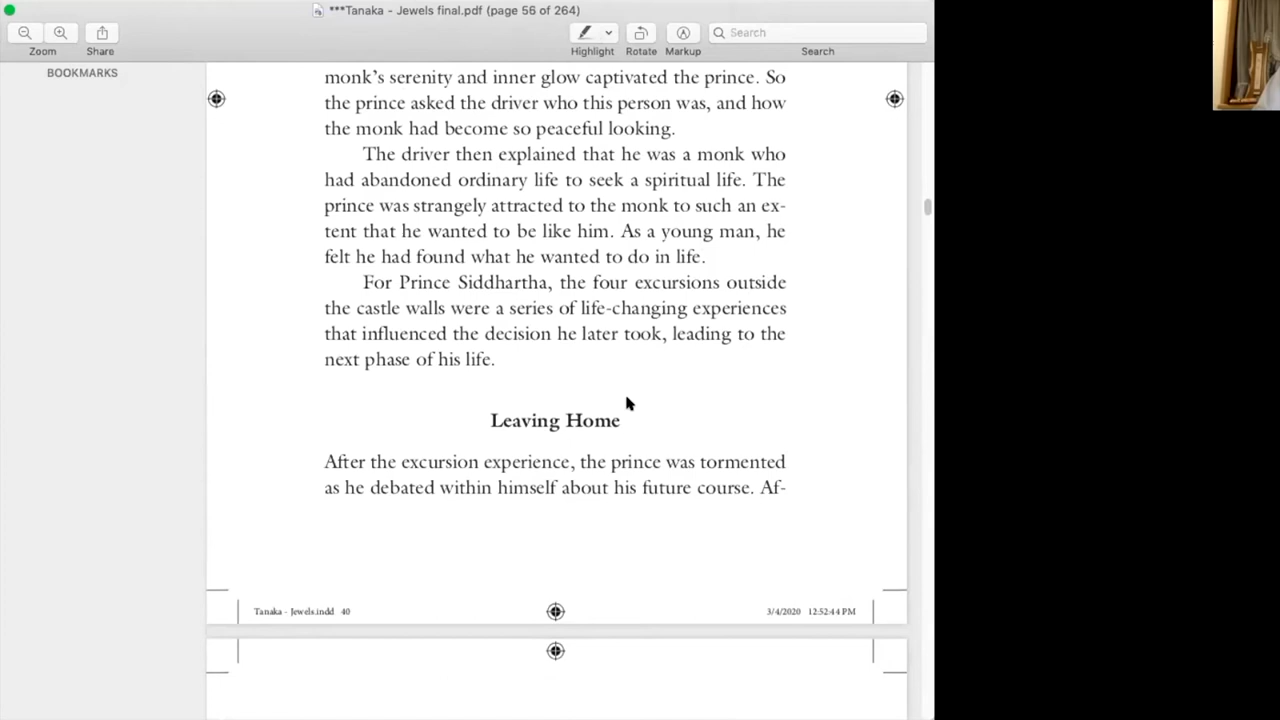 ***Tanaka - Jewels final.pdf (page 56 of 264)
Search
Zoom
Share
Highlight
Rotate
Markup
Search
BOOKMARKS
monk's serenity and inner glow captivated the prince. So
the prince asked the driver who this person was, and how
the monk had become so peaceful looking.
The driver then explained that he was a monk who
had abandoned ordinary life to seek a spiritual life. The
prince was strangely attracted to the monk to such an ex-
tent that he wanted to be like him. As a young man, he
felt he had found what he wanted to do in life.
For Prince Siddhartha, the four excursions outside
the castle walls were a series of life-changing experiences
that influenced the decision he later took, leading to the
next phase of his life.
Leaving Home
After the excursion experience, the prince was tormented
as he debated within himself about his future course. Af-
Tanaka - Jewels.indd 40
3/4/2020 12:52:44 PM